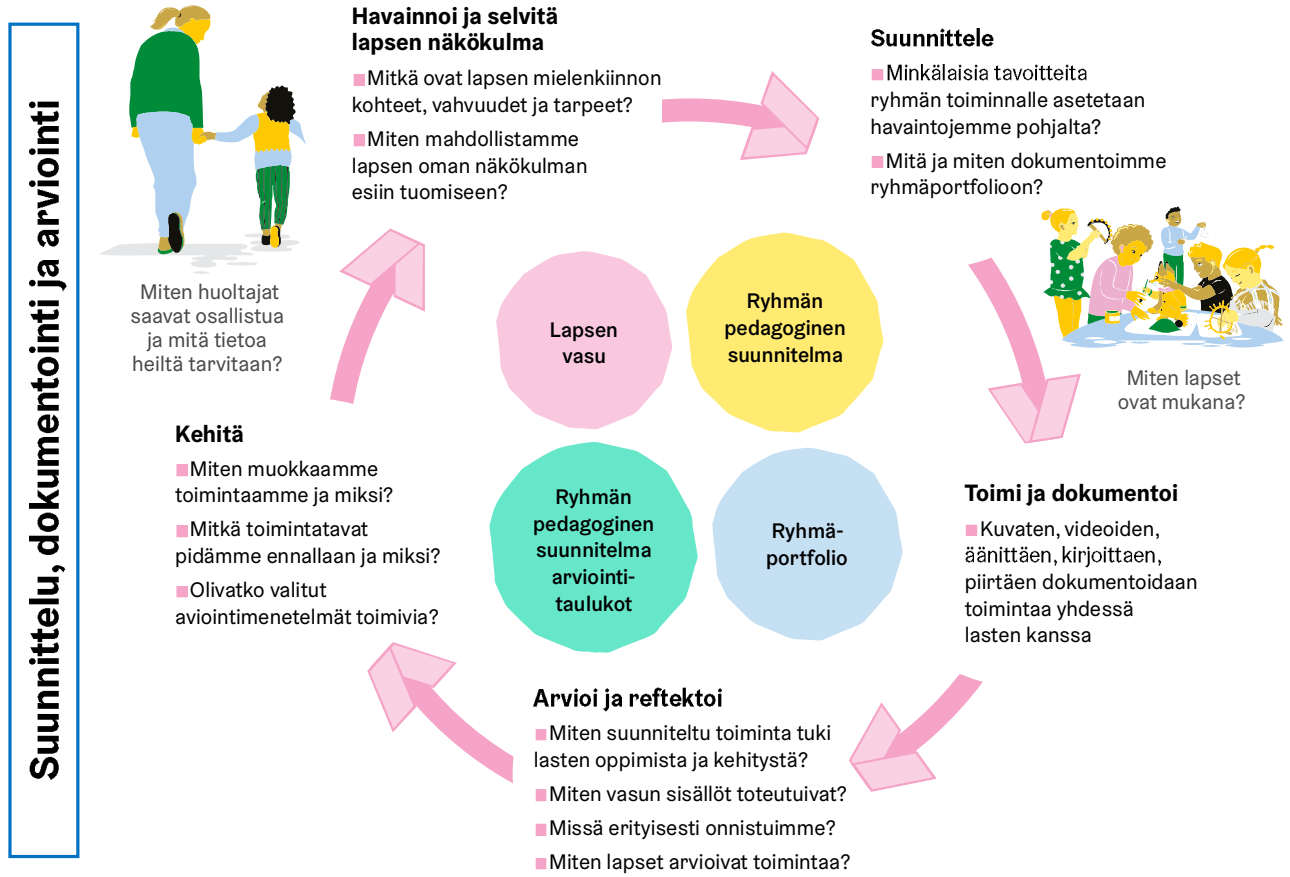 Suunnittelu, dokumentointi ja arviointi
Havainnoi ja selvitä
lapsen näkökulma
Mitkä ovat lapsen mielenkiinnon
kohteet, vahvuudet ja tarpeet?
Miten mahdollistamme
lapsen oman näkökulman
esiin tuomiseen?
Suunnittele
Minkälaisia tavoitteita
ryhmän toiminnalle asetetaan
havaintojemme pohjalta?
Mitä ja miten dokumentoimme
ryhmäportfolioon?
Miten huoltajat
saavat osallistua
ja mitä tietoa
heiltä tarvitaan?
Lapsen
vasu
Ryhmän
pedagoginen
suunnitelma
Miten lapset
ovat mukana?
Kehitä
Miten muokkaamme
toimintaamme ja miksi?
Mitkä toimintatavat
pidämme ennallaan ja miksi?
Olivatko valitut
aviointimenetelmät toimivia?
Ryhmän
pedagoginen
suunnitelma
arviointi-
taulukot
Ryhmä-
portfolio
Toimi ja dokumentoi
Kuvaten, videoiden,
äänittäen, kirjoittaen,
piirtäen dokumentoidaan
toimintaa yhdessä
lasten kanssa
Arvioi ja reftektoi
Miten suunniteltu toiminta tuki
lasten oppimista ja kehitystä?
Miten vasun sisällöt toteutuivat?
Missä erityisesti onnistuimme?
Miten lapset arvioivat toimintaa?